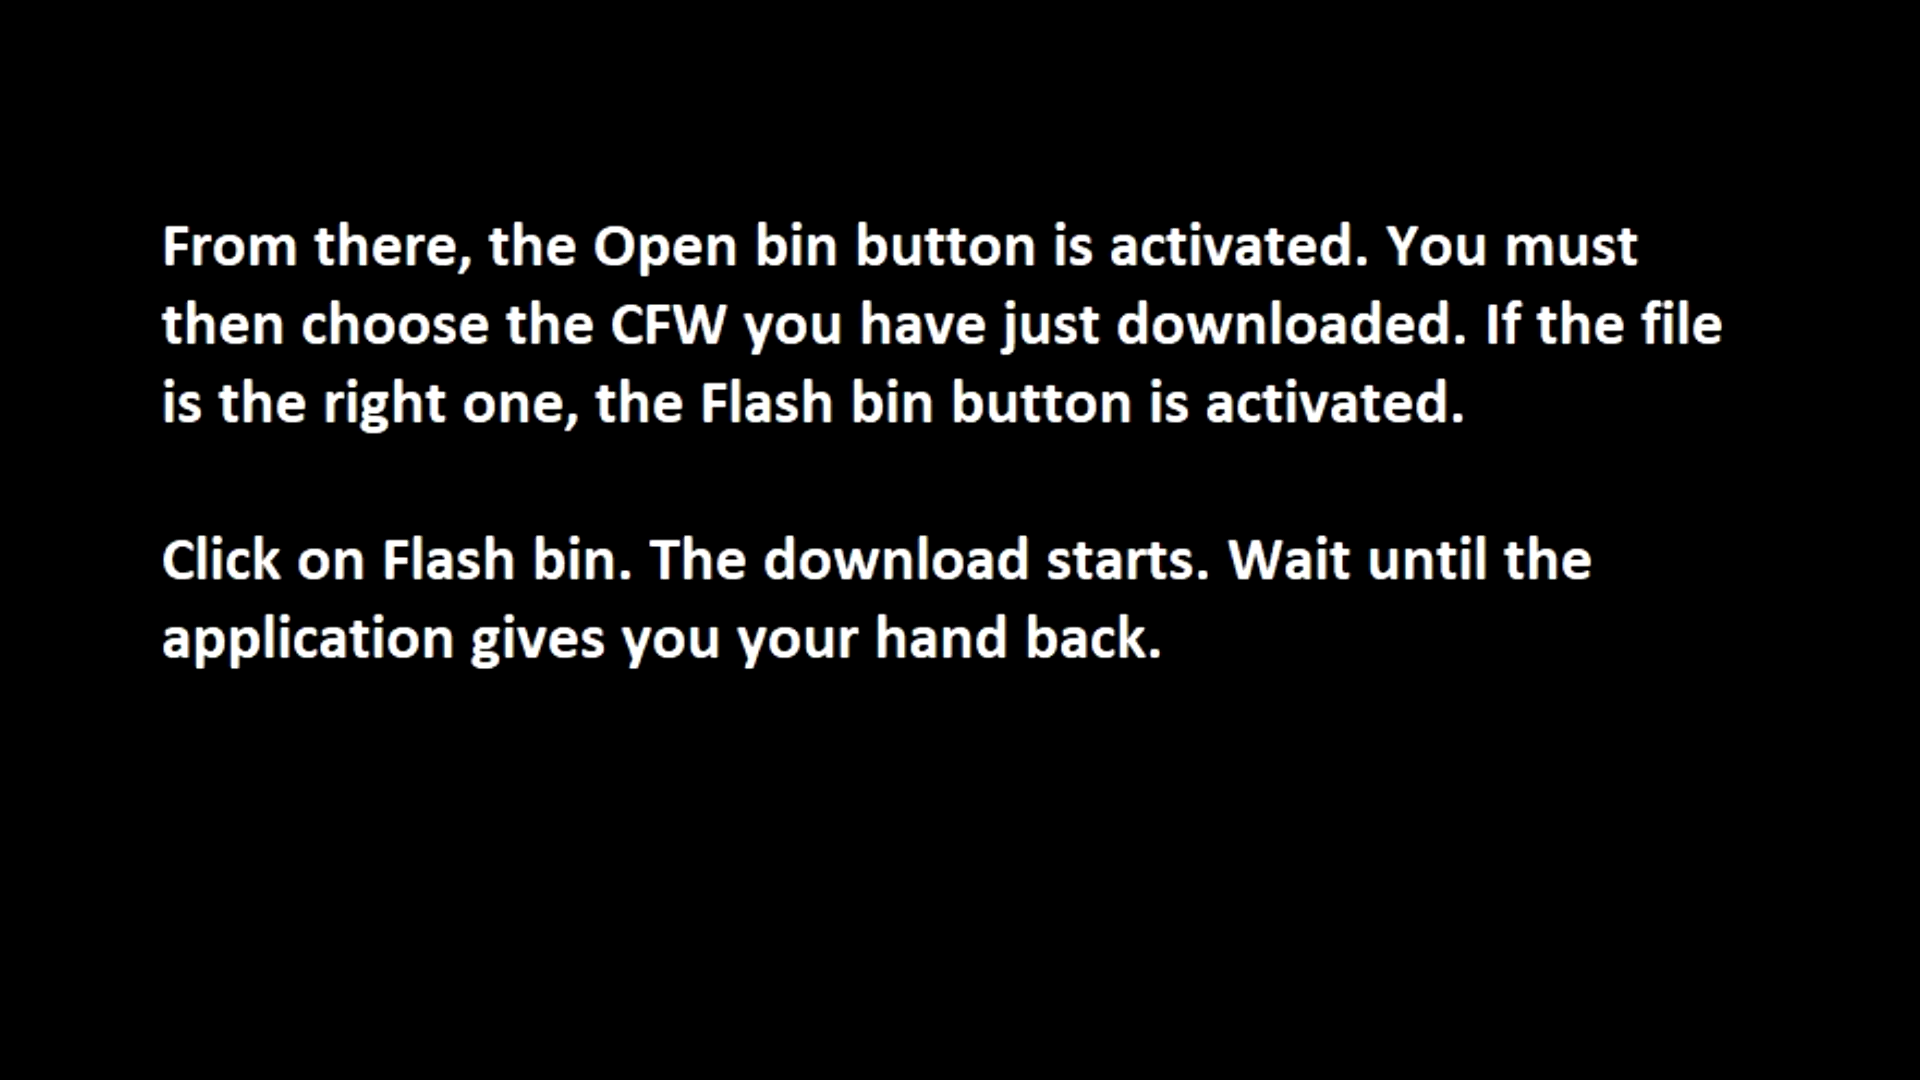 From there, the Open bin button is activated. You must
then choose the CFW you have just downloaded. If the file
is the right one, the Flash bin button is activated.
Click on Flash bin. The download starts. Wait until the
application gives you your hand back.